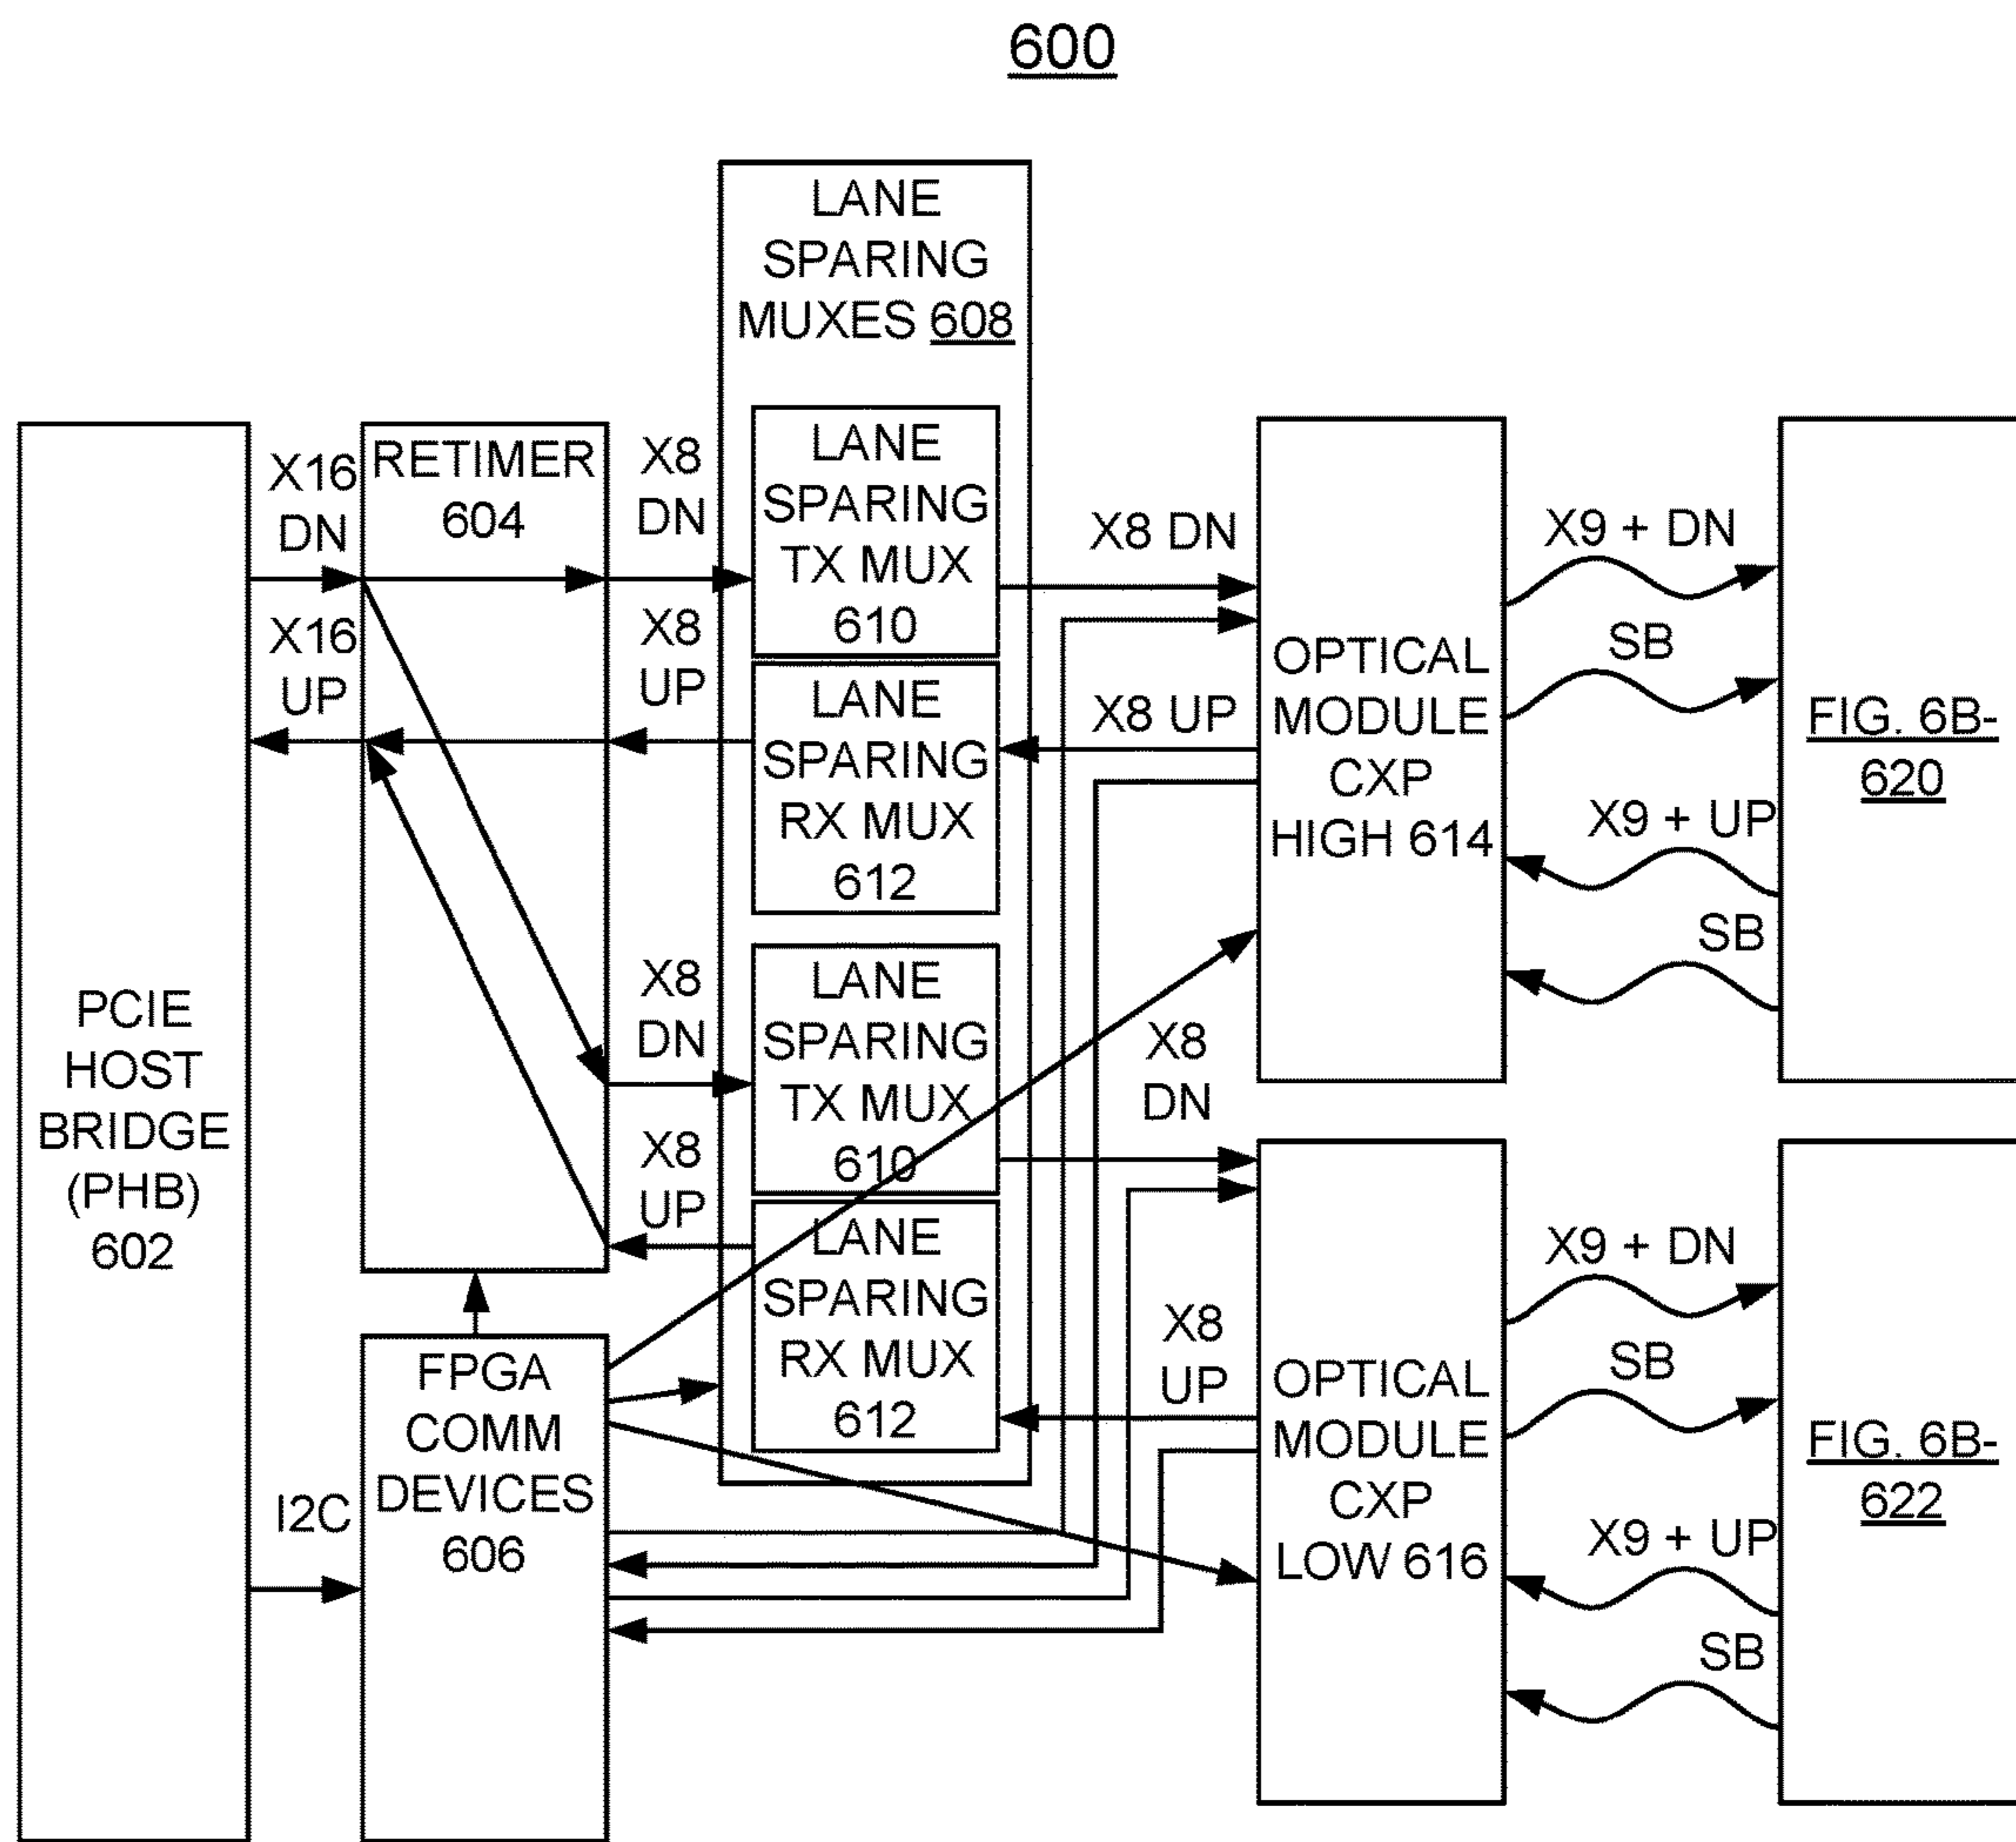 600
LANE
SPARING
MUXES 608
X16
DN
RETIMER
604
X8
DN
LANE
SPARING
TX MUX
610
X8 DN
X9 + DN
X16
UP
X8
UP
LANE
SPARING
RX MUX
612
X8 UP
OPTICAL
MODULE
CXP
HIGH 614
SB
FIG. 6B-
620
X9 + UP
SB
PCIE
HOST
BRIDGE
(PHB)
602
X8
DN
LANE
SPARING
TX MUX
610
X8
DN
X8
UP
LANE
SPARING
RX MUX
612
X8
UP
OPTICAL
MODULE
CXP
LOW 616
X9 + DN
SB
FIG. 6B-
622
X9 + UP
SB
I2C
FPGA
COMM
DEVICES
606